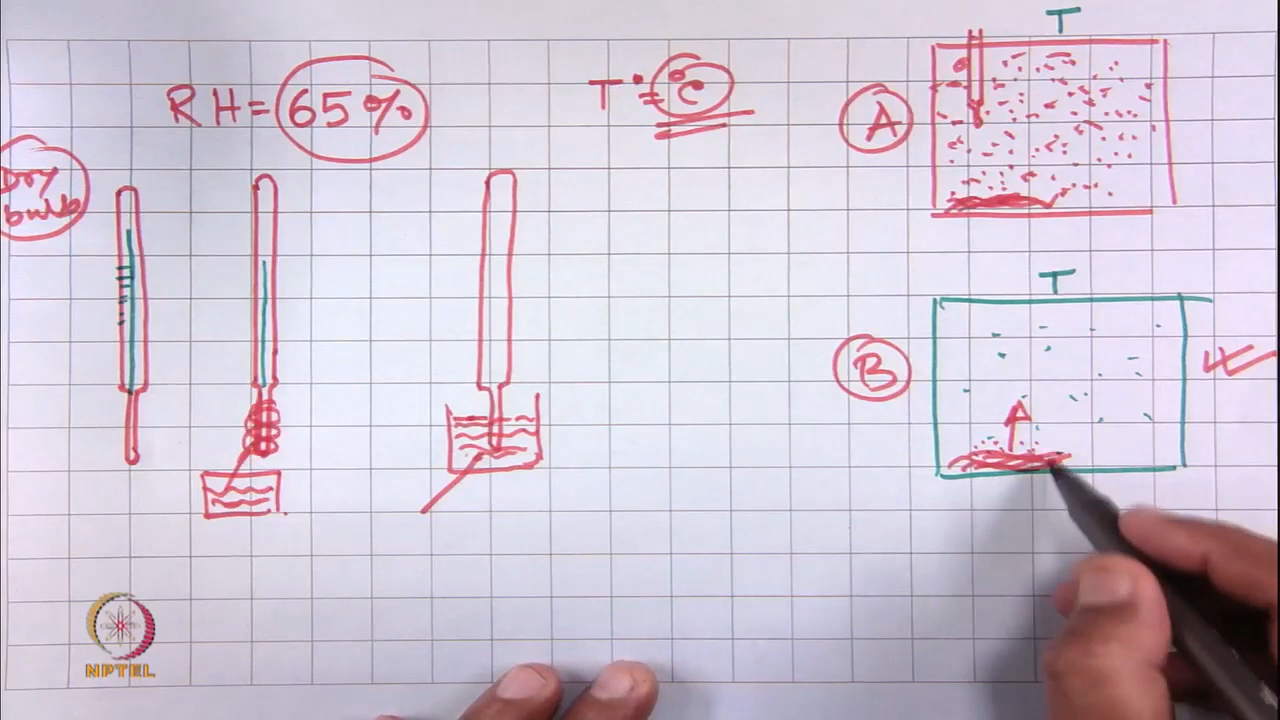 RH = 65%
T°= °C
Dry
bulb
T
A
T
B
NPTEL